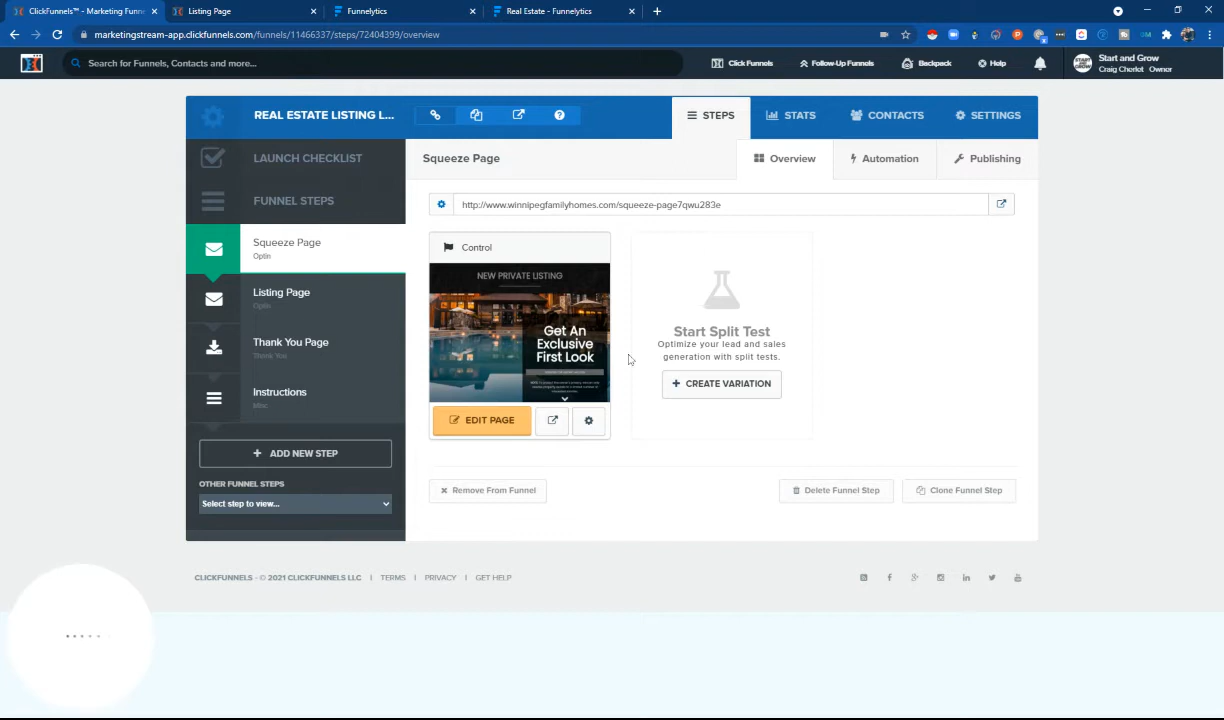 ClickFunnels™ - Marketing Funne
Listing Page
Funnelytics
Real Estate - Funnelytics
marketingstream-app.clickfunnels.com/funnels/11466337/steps/72404399/overview
Search for Funnels, Contacts and more...
Click Funnels
Follow-Up Funnels
Backpack
Help
Start and Grow
Craig Cherlet Owner
REAL ESTATE LISTING L...
STEPS
STATS
CONTACTS
SETTINGS
LAUNCH CHECKLIST
Squeeze Page
Overview
Automation
Publishing
FUNNEL STEPS
http://www.winnipegfamilyhomes.com/squeeze-page7qwu283e
Squeeze Page
Optin
Control
NEW PRIVATE LISTING
Get An
Exclusive
First Look
Listing Page
Optin
Start Split Test
Optimize your lead and sales
generation with split tests.
Thank You Page
Thank You
CREATE VARIATION
Instructions
Misc.
EDIT PAGE
ADD NEW STEP
OTHER FUNNEL STEPS
Select step to view...
Remove From Funnel
Delete Funnel Step
Clone Funnel Step
CLICKFUNNELS - © 2021 CLICKFUNNELS LLC | TERMS | PRIVACY | GET HELP